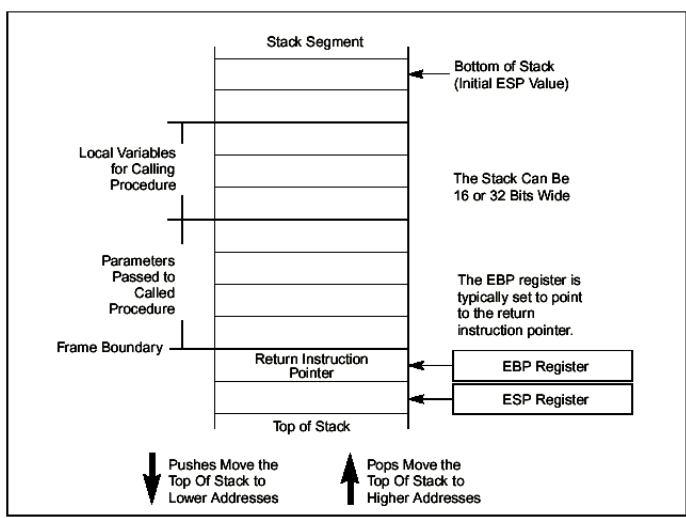 Stack Segment
Bottom of Stack
(Initial ESP Value)
Local Variables
for Calling
Procedure
The Stack Can Be
16 or 32 Bits Wide
Parameters
Passed to
Called
Procedure
The EBP register is
typically set to point
to the return
instruction pointer.
Frame Boundary
Return Instruction
Pointer
EBP Register
ESP Register
Top of Stack
Pushes Move the
Top Of Stack to
Lower Addresses
Pops Move the
Top Of Stack to
Higher Addresses